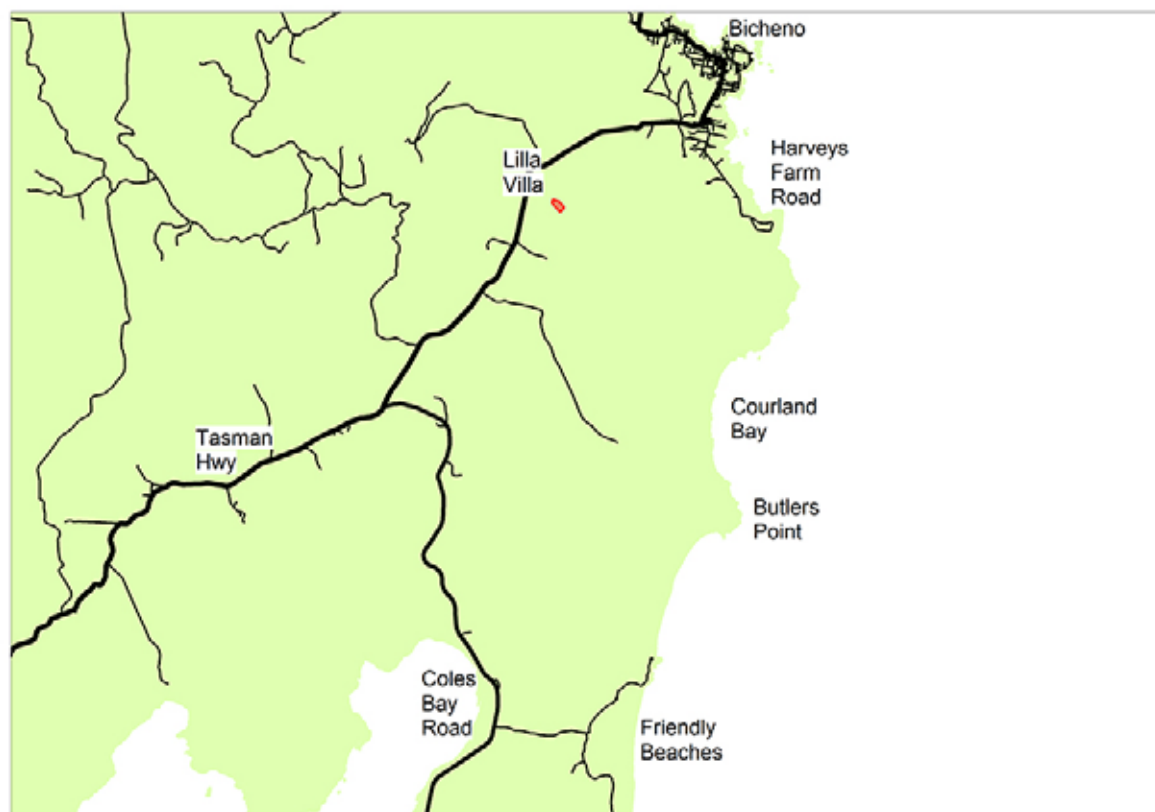 Bicheno
Harveys
Farm
Road
Lilla
Villa
Courland
Bay
Tasman
Hwy
Butlers
Point
Coles
Bay
Road
Friendly
Beaches